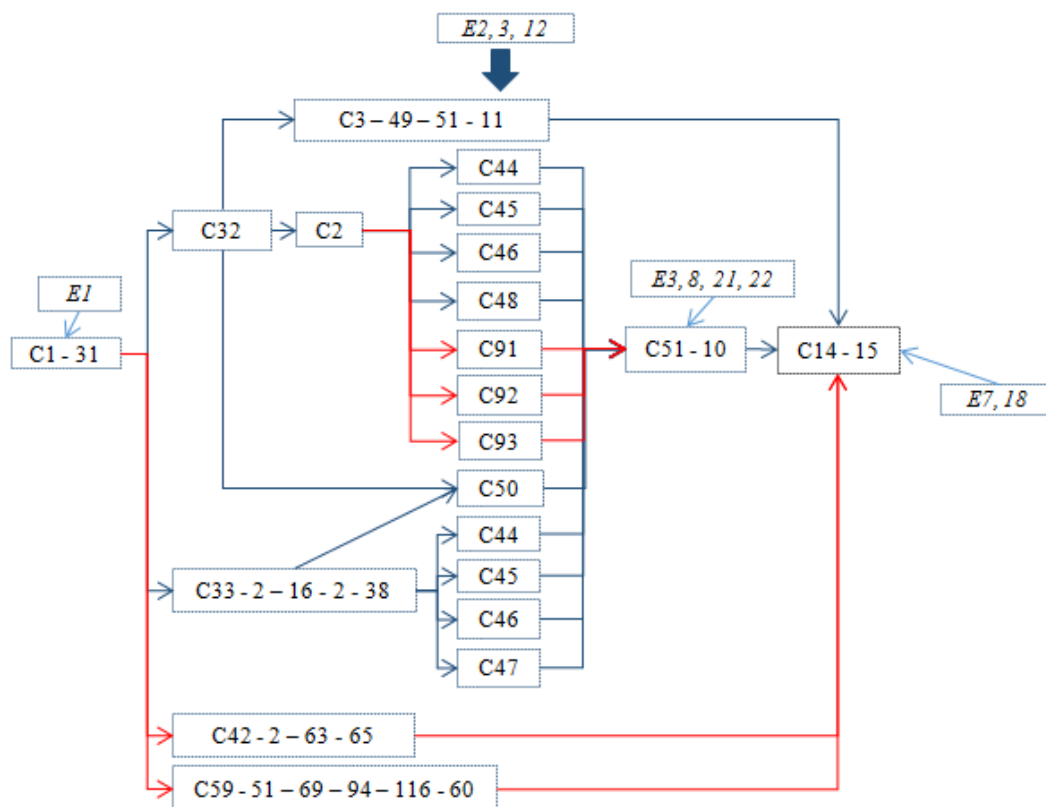 E2, 3, 12
C3 – 49 – 51 - 11
C44
C45
C32
C2
C46
E3, 8, 21, 22
E1
C48
C1 - 31
C91
C51 - 10
C14 - 15
C92
E7, 18
C93
C50
C44
C33 - 2 – 16 - 2 - 38
C45
C46
C47
C42 - 2 – 63 - 65
C59 - 51 – 69 – 94 – 116 - 60